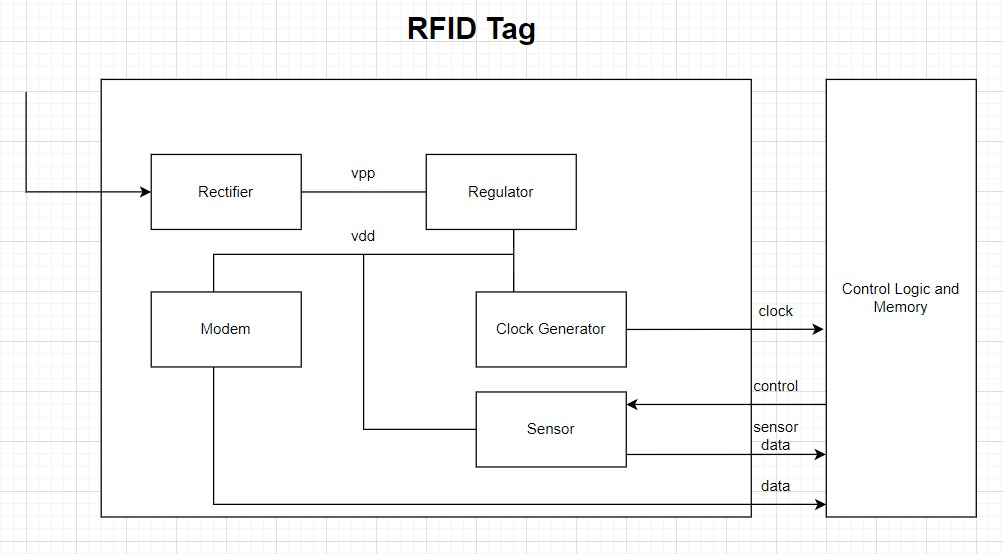 RFID Tag
Rectifier
vpp
Regulator
vdd
Modem
Clock Generator
clock
Control Logic and
Memory
control
Sensor
sensor
data
data